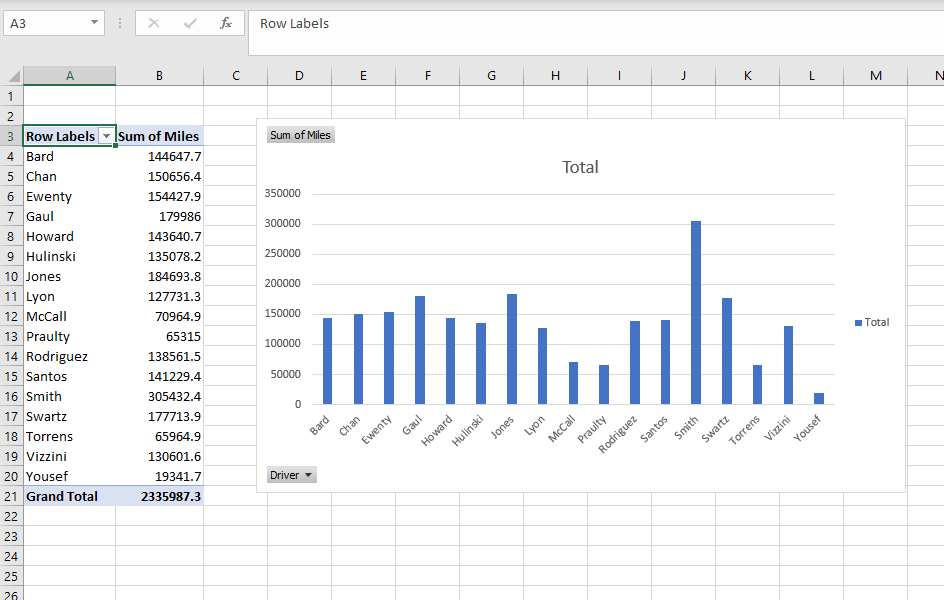 A3 fx Row Labels
A B C D E F G H I J K L M N
1
2
3 Row Labels Sum of Miles
4 Bard 144647.7
5 Chan 150656.4
6 Ewenty 154427.9
7 Gaul 179986
8 Howard 143640.7
9 Hulinski 135078.2
10 Jones 184693.8
11 Lyon 127731.3
12 McCall 70964.9
13 Praulty 65315
14 Rodriguez 138561.5
15 Santos 141229.4
16 Smith 305432.4
17 Swartz 177713.9
18 Torrens 65964.9
19 Vizzini 130601.6
20 Yousef 19341.7
21 Grand Total 2335987.3
22
23
24
25
26
Sum of Miles
Total
350000
300000
250000
200000
150000
100000
50000
0
Bard Chan Ewenty Gaul Howard Hulinski Jones Lyon McCall Praulty Rodriguez Santos Smith Swartz Torrens Vizzini Yousef
Total
Driver